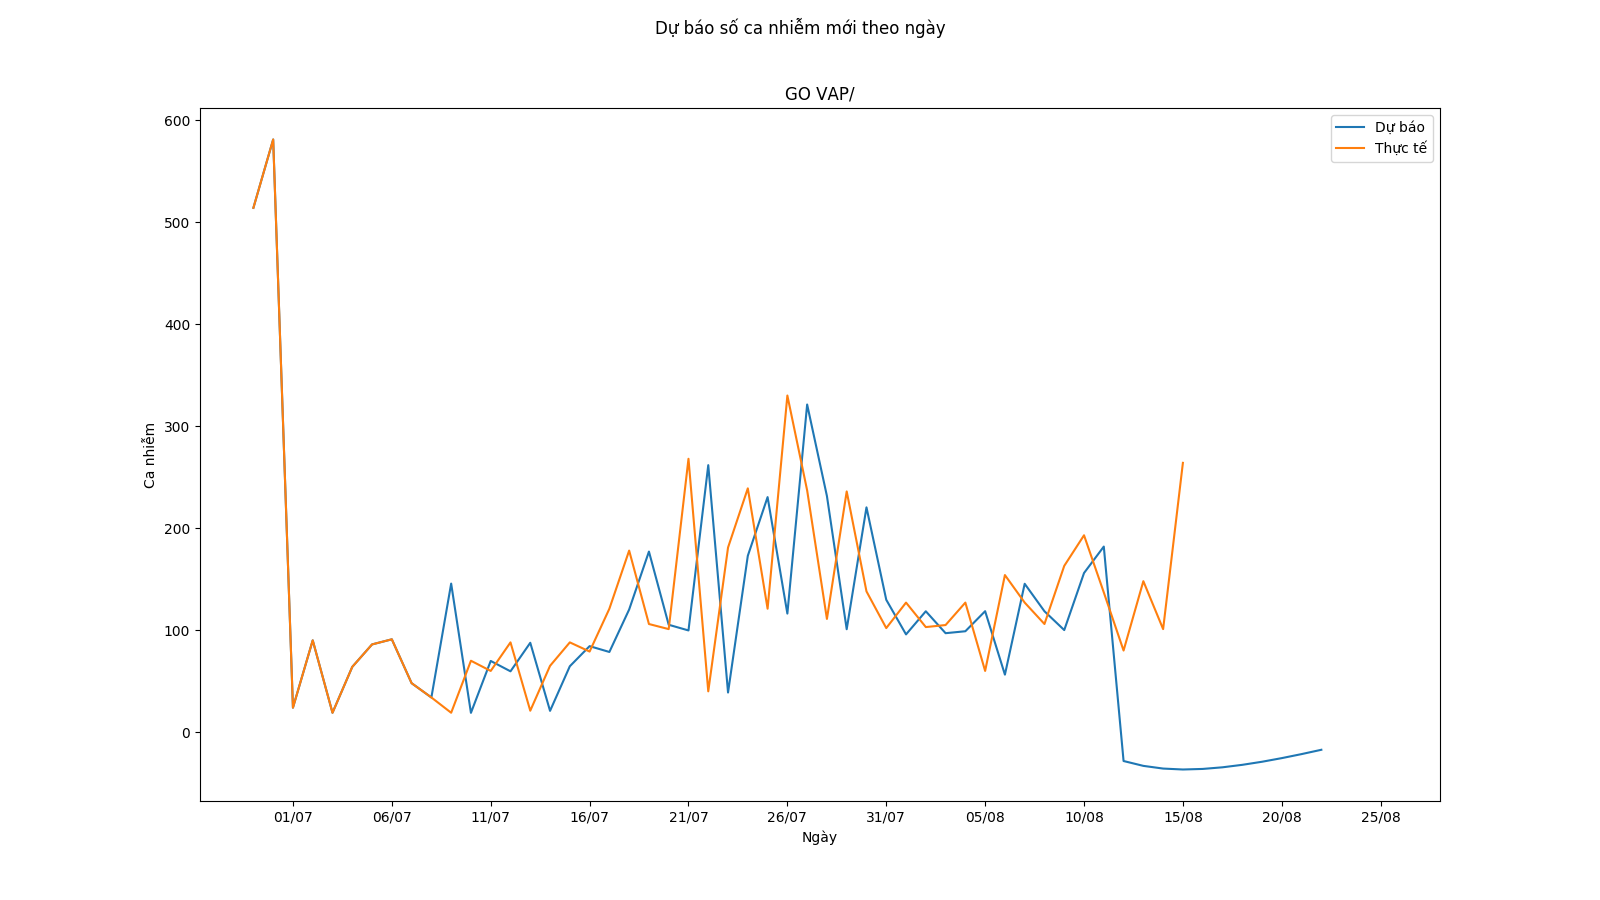 Dự báo số ca nhiễm mới theo ngày
GO VAP/
Dự báo
Thực tế
600
500
400
300
200
100
0
Ca nhiễm
01/07 06/07 11/07 16/07 21/07 26/07 31/07 05/08 10/08 15/08 20/08 25/08
Ngày